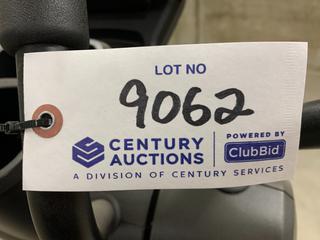 LOT NO
9062
CENTURY AUCTIONS
POWERED BY
ClubBid
A DIVISION OF CENTURY SERVICES